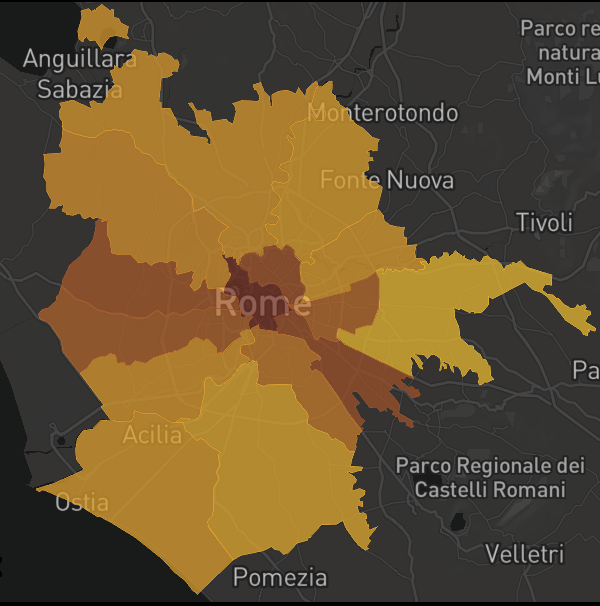 Parco re
natura
Monti Lu
Anguillara
Sabazia
Monterotondo
Fonte Nuova
Tivoli
Rome
Pa
Acilia
Parco Regionale dei
Castelli Romani
Ostia
Velletri
Pomezia